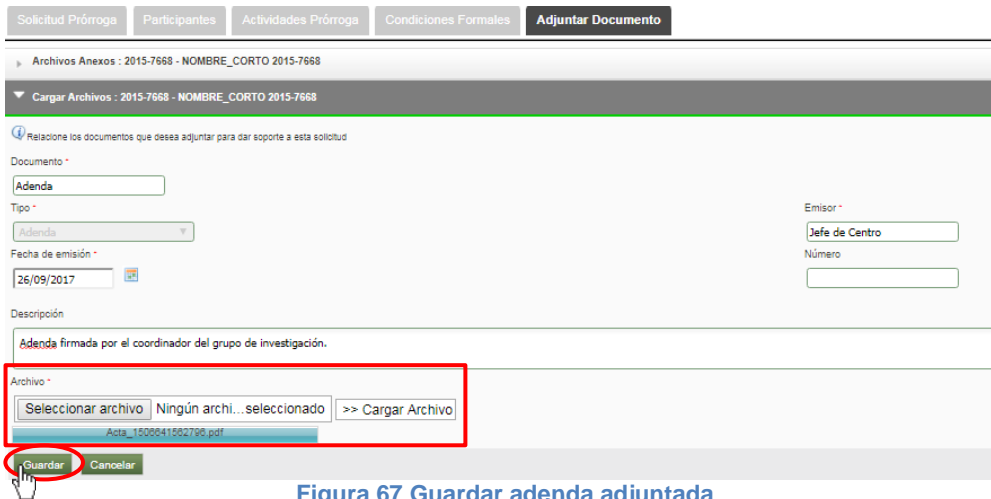 Solicitud Prórroga Participantes Actividades Prórroga Condiciones Formales Adjuntar Documento
Archivos Anexos : 2015-7668 - NOMBRE_CORTO 2015-7668
Cargar Archivos : 2015-7668 - NOMBRE_CORTO 2015-7668
Relacione los documentos que desea adjuntar para dar soporte a esta solicitud
Documento *
Adenda
Tipo * Emisor *
Adenda Jefe de Centro
Fecha de emisión * Número
26/09/2017
Descripción
Adenda firmada por el coordinador del grupo de investigación.
Archivo *
Seleccionar archivo Ningún archi...seleccionado >> Cargar Archivo
Acta_1506641562796.pdf
Guardar Cancelar
Figura 67 Guardar adenda adjuntada